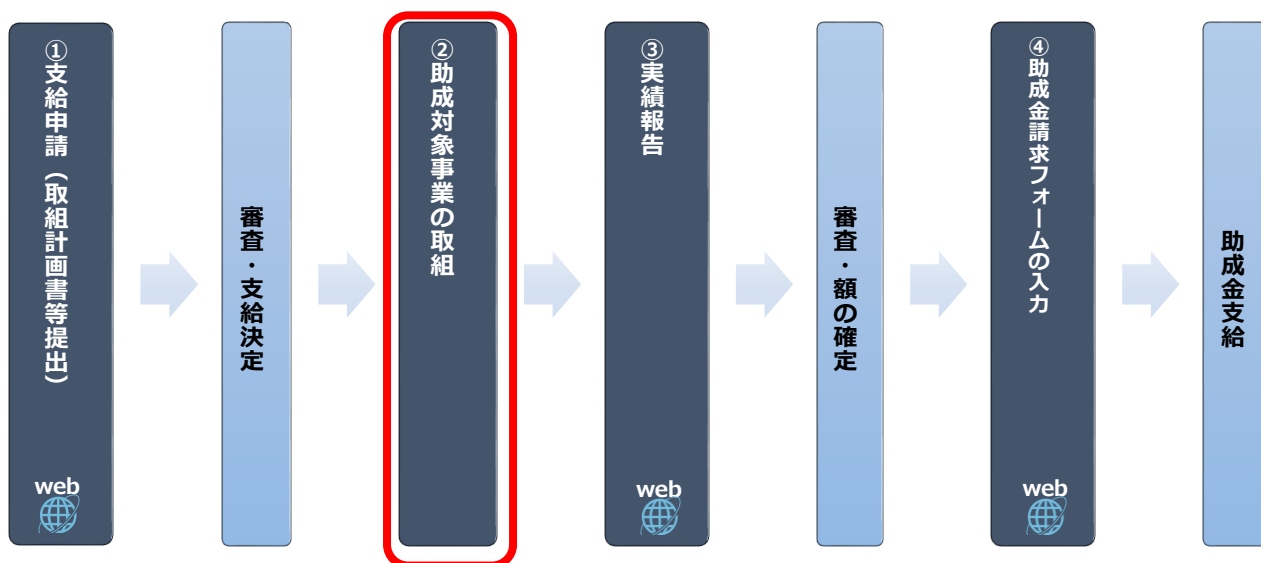 ①支給申請（取組計画書等提出）
web
審査・支給決定
②助成対象事業の取組
③実績報告
web
審査・額の確定
④助成金請求フォームの入力
web
助成金支給